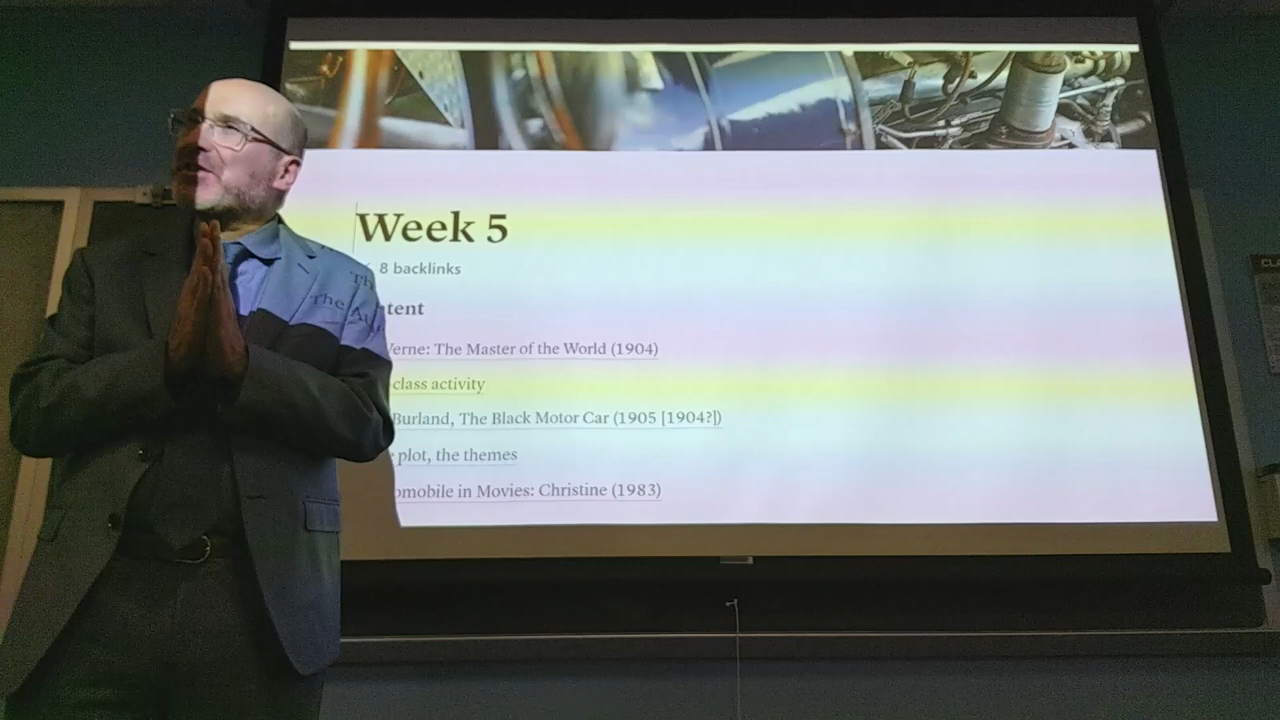 Week 5
8 backlinks
tent
Verne: The Master of the World (1904)
class activity
Burland, The Black Motor Car (1905 [1904?])
plot, the themes
omobile in Movies: Christine (1983)
The